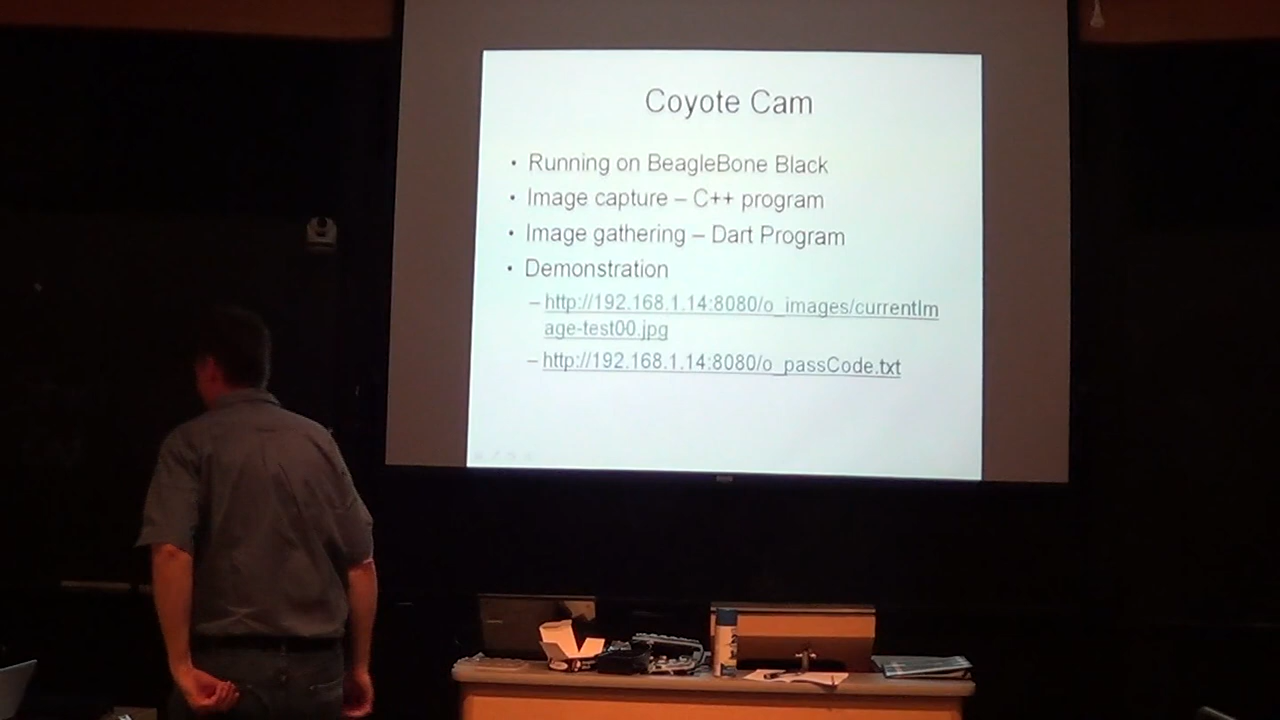 Coyote Cam
• Running on BeagleBone Black
• Image capture – C++ program
• Image gathering – Dart Program
• Demonstration
– http://192.168.1.14:8080/o_images/currentIm
age-test00.jpg
– http://192.168.1.14:8080/o_passCode.txt